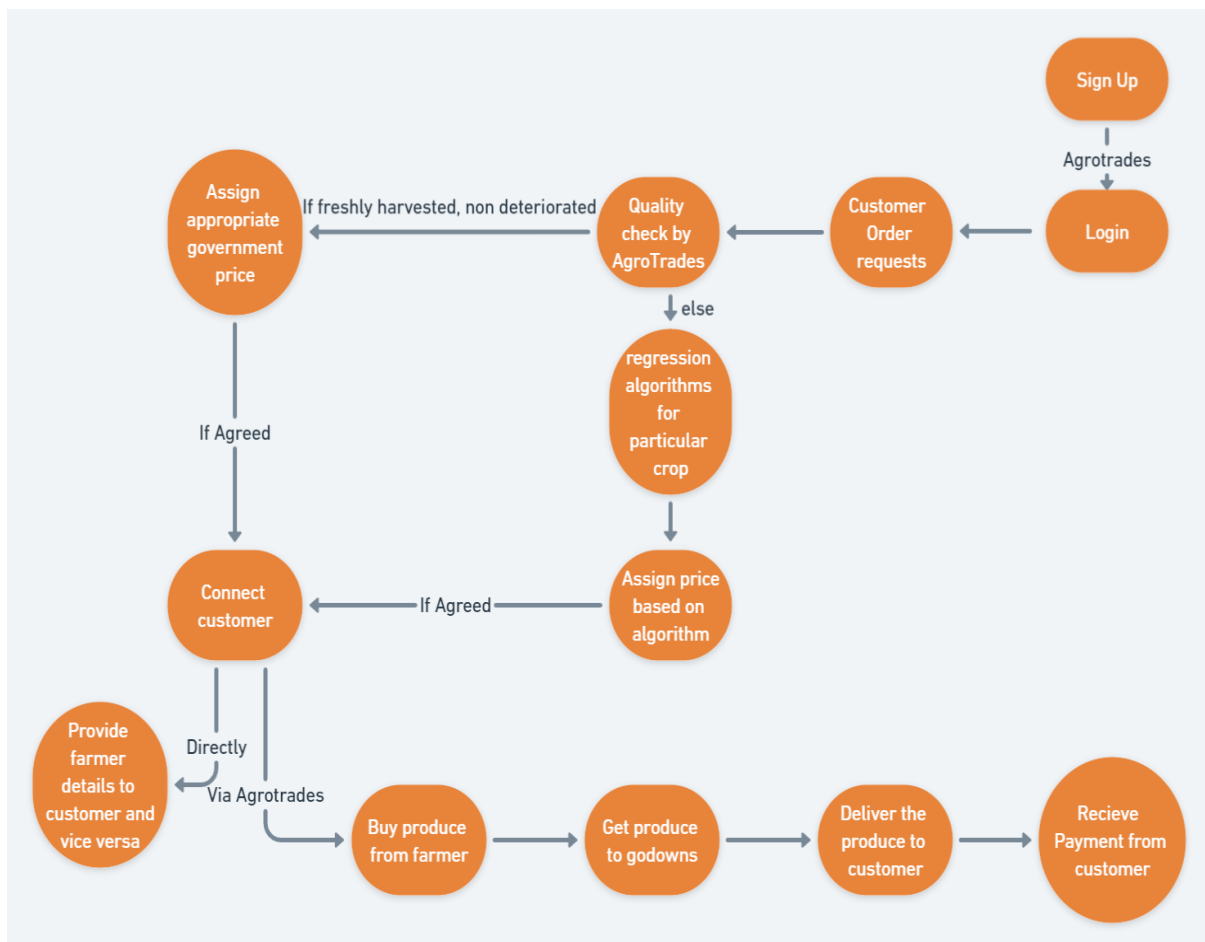 Sign Up
Agrotrades
Login
Customer
Order
requests
Quality
check by
AgroTrades
If freshly harvested, non deteriorated
Assign
appropriate
government
price
else
regression
algorithms
for
particular
crop
If Agreed
Assign price
based on
algorithm
If Agreed
Connect
customer
Directly
Provide
farmer
details to
customer and
vice versa
Via Agrotrades
Buy produce
from farmer
Get produce
to godowns
Deliver the
produce to
customer
Recieve
Payment from
customer